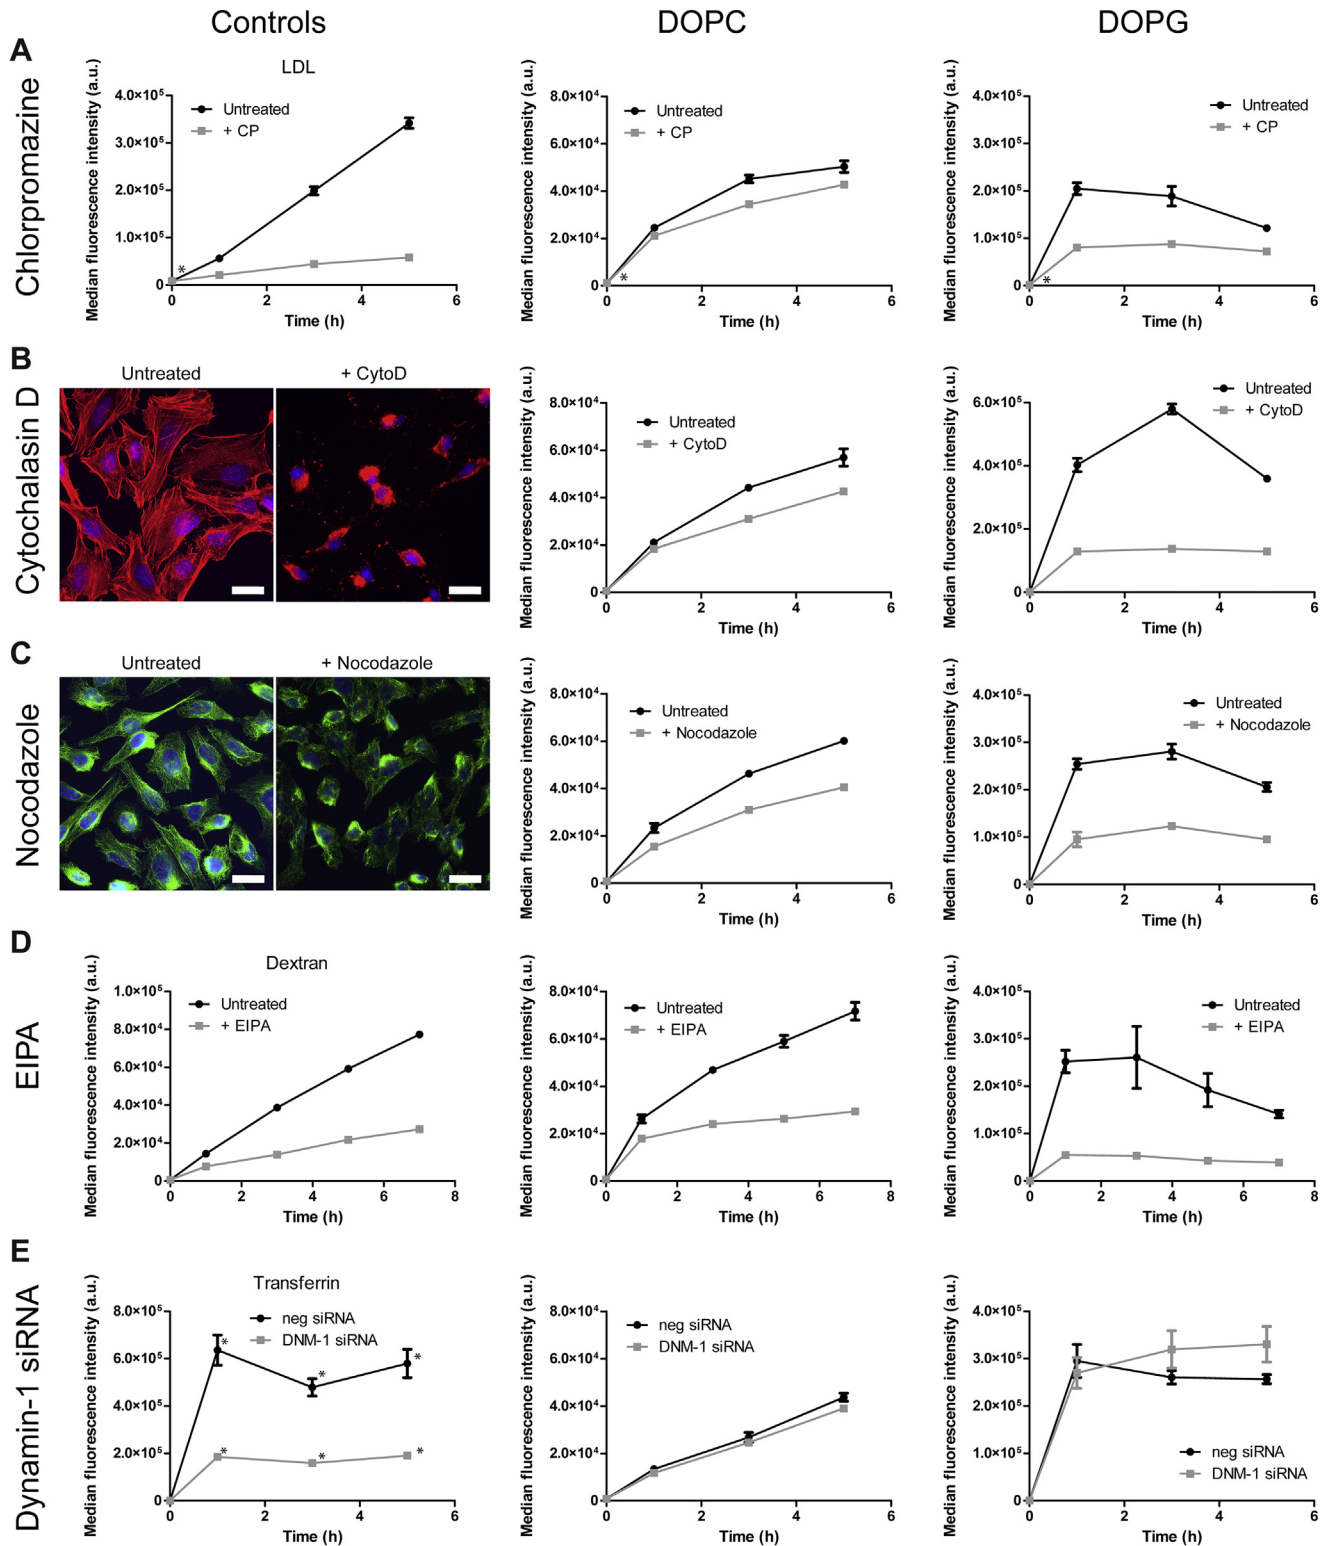 Controls
DOPC
DOPG
A
Chlorpromazine
LDL
Median fluorescence intensity (a.u.)
4.0×10⁵
3.0×10⁵
2.0×10⁵
1.0×10⁵
0
Untreated
+ CP
*
0 2 4 6
Time (h)
Median fluorescence intensity (a.u.)
8.0×10⁴
6.0×10⁴
4.0×10⁴
2.0×10⁴
0
Untreated
+ CP
*
0 2 4 6
Time (h)
Median fluorescence intensity (a.u.)
4.0×10⁵
3.0×10⁵
2.0×10⁵
1.0×10⁵
0
Untreated
+ CP
*
0 2 4 6
Time (h)
B
Cytochalasin D
Untreated
+ CytoD
Median fluorescence intensity (a.u.)
8.0×10⁴
6.0×10⁴
4.0×10⁴
2.0×10⁴
0
Untreated
+ CytoD
0 2 4 6
Time (h)
Median fluorescence intensity (a.u.)
6.0×10⁵
4.0×10⁵
2.0×10⁵
0
Untreated
+ CytoD
0 2 4 6
Time (h)
C
Nocodazole
Untreated
+ Nocodazole
Median fluorescence intensity (a.u.)
8.0×10⁴
6.0×10⁴
4.0×10⁴
2.0×10⁴
0
Untreated
+ Nocodazole
0 2 4 6
Time (h)
Median fluorescence intensity (a.u.)
4.0×10⁵
3.0×10⁵
2.0×10⁵
1.0×10⁵
0
Untreated
+ Nocodazole
0 2 4 6
Time (h)
D
EIPA
Dextran
Median fluorescence intensity (a.u.)
1.0×10⁵
8.0×10⁴
6.0×10⁴
4.0×10⁴
2.0×10⁴
0
Untreated
+ EIPA
0 2 4 6 8
Time (h)
Median fluorescence intensity (a.u.)
8.0×10⁴
6.0×10⁴
4.0×10⁴
2.0×10⁴
0
Untreated
+ EIPA
0 2 4 6 8
Time (h)
Median fluorescence intensity (a.u.)
4.0×10⁵
3.0×10⁵
2.0×10⁵
1.0×10⁵
0
Untreated
+ EIPA
0 2 4 6 8
Time (h)
E
Dynamin-1 siRNA
Transferrin
Median fluorescence intensity (a.u.)
8.0×10⁵
6.0×10⁵
4.0×10⁵
2.0×10⁵
0
neg siRNA
DNM-1 siRNA
* * *
* * *
0 2 4 6
Time (h)
Median fluorescence intensity (a.u.)
8.0×10⁴
6.0×10⁴
4.0×10⁴
2.0×10⁴
0
neg siRNA
DNM-1 siRNA
0 2 4 6
Time (h)
Median fluorescence intensity (a.u.)
4.0×10⁵
3.0×10⁵
2.0×10⁵
1.0×10⁵
0
neg siRNA
DNM-1 siRNA
0 2 4 6
Time (h)